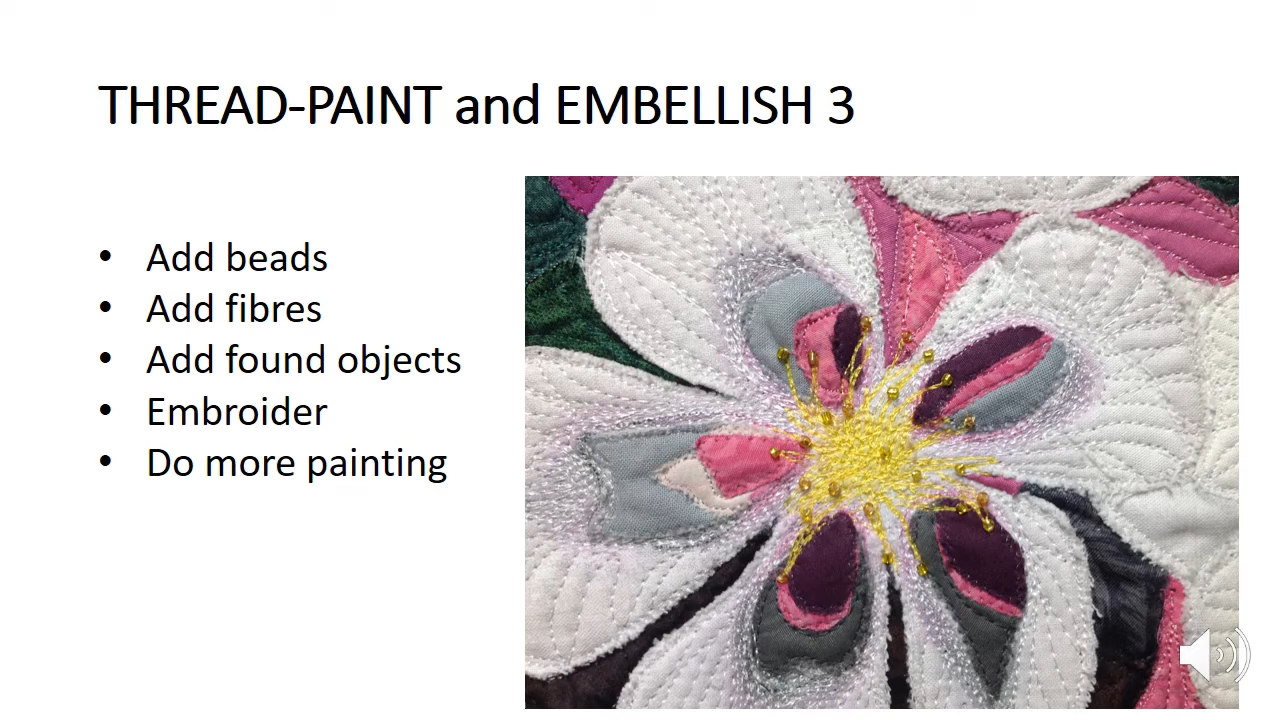 THREAD-PAINT and EMBELLISH 3
• Add beads
• Add fibres
• Add found objects
• Embroider
• Do more painting